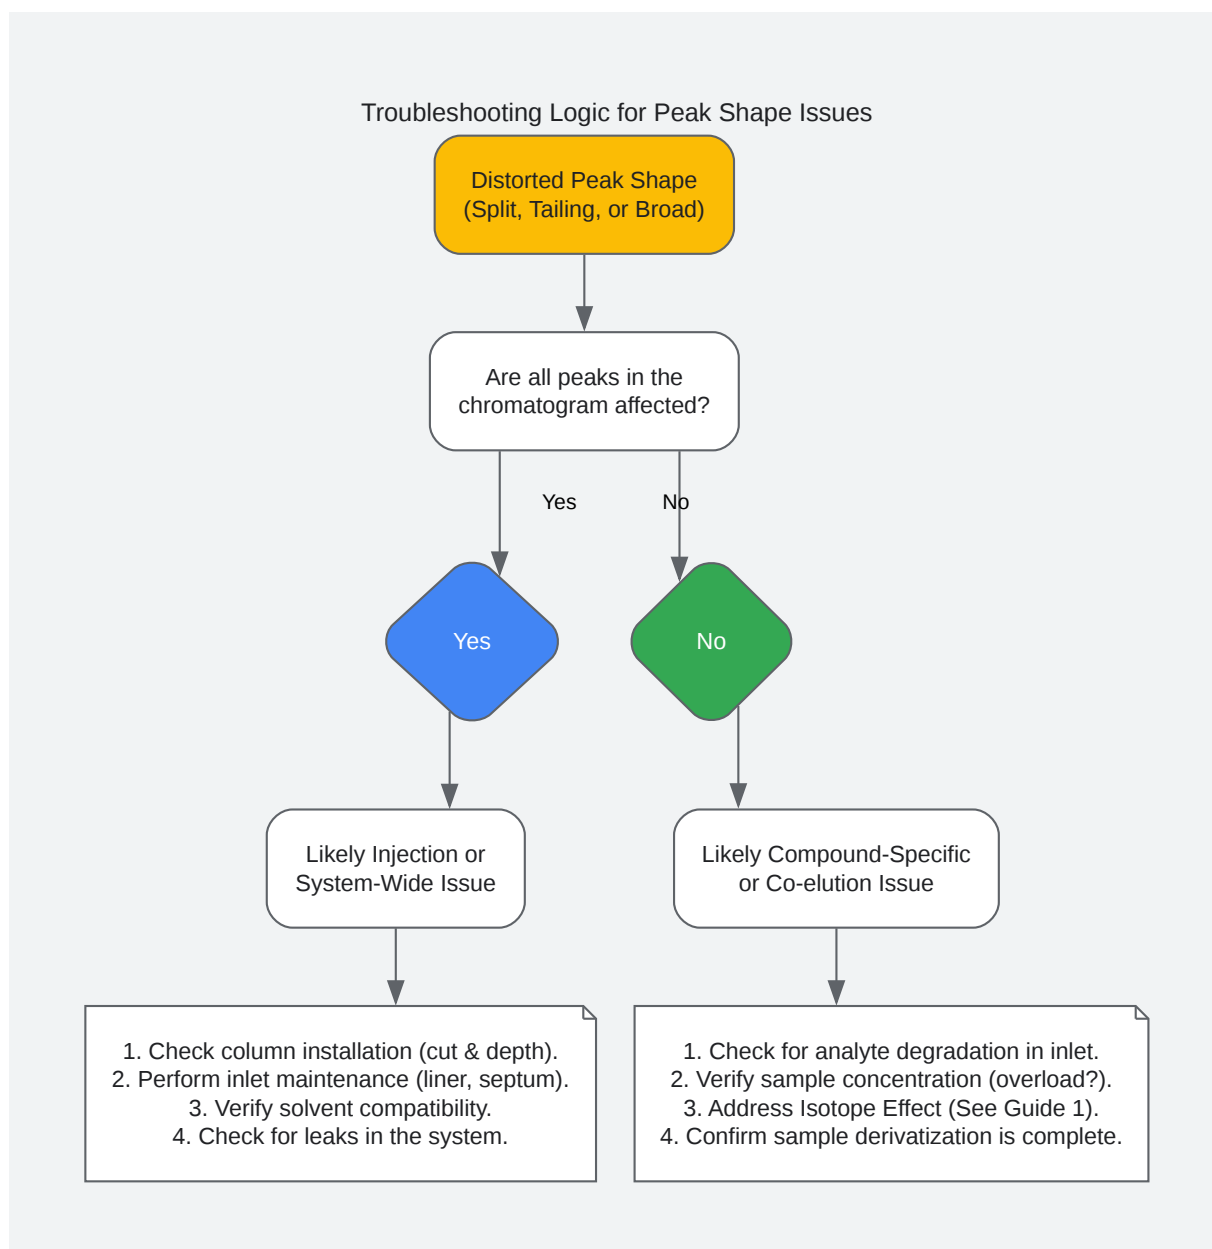 Troubleshooting Logic for Peak Shape Issues
Distorted Peak Shape
(Split, Tailing, or Broad)
Are all peaks in the
chromatogram affected?
Yes
No
Yes
No
Likely Injection or
System-Wide Issue
Likely Compound-Specific
or Co-elution Issue
1. Check column installation (cut & depth).
2. Perform inlet maintenance (liner, septum).
3. Verify solvent compatibility.
4. Check for leaks in the system.
1. Check for analyte degradation in inlet.
2. Verify sample concentration (overload?).
3. Address Isotope Effect (See Guide 1).
4. Confirm sample derivatization is complete.